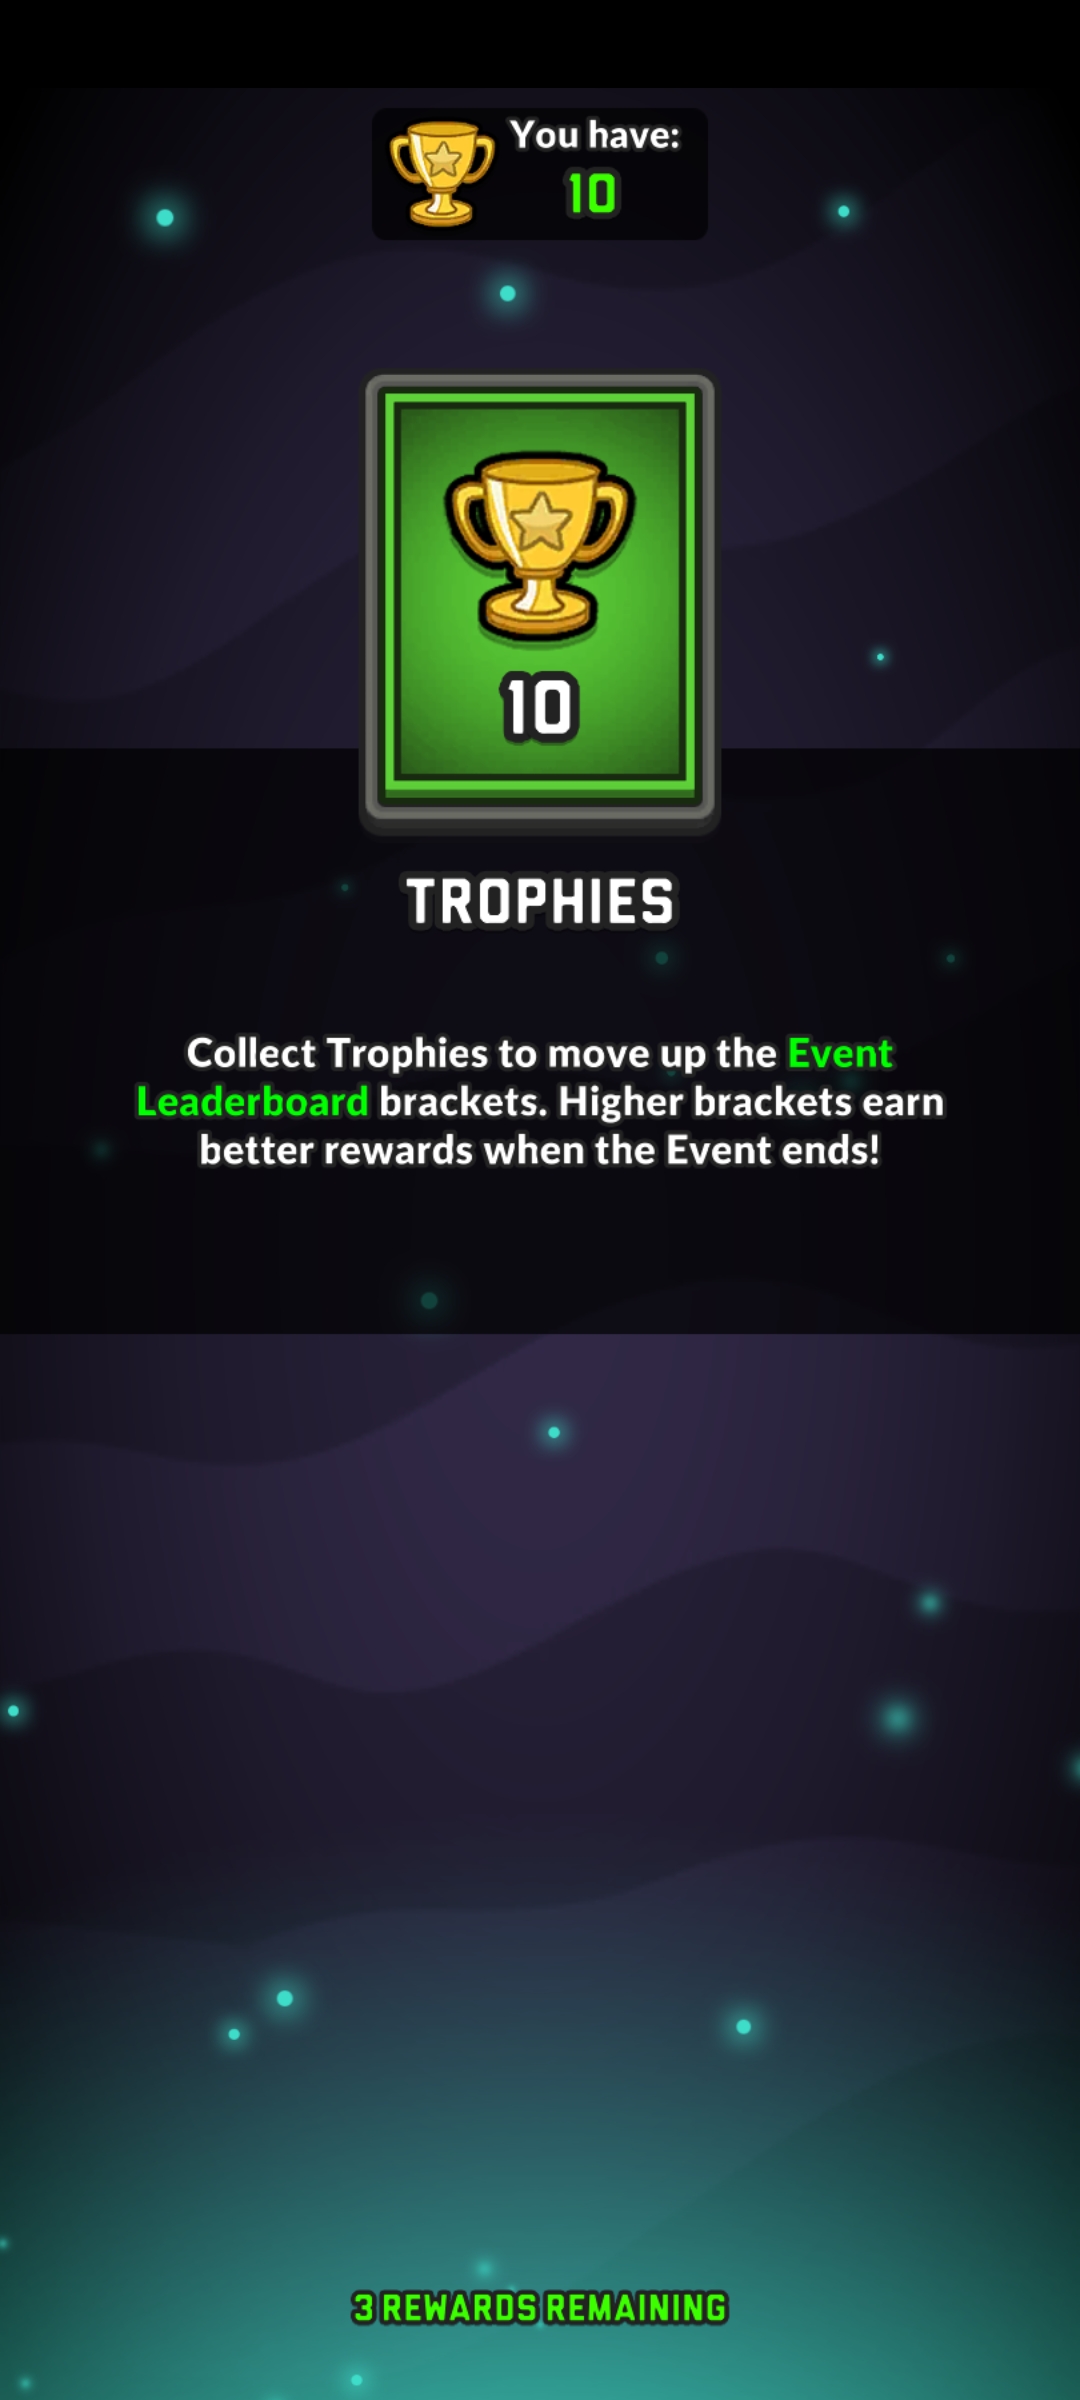 You have:
10
10
TROPHIES
Collect Trophies to move up the Event
Leaderboard brackets. Higher brackets earn
better rewards when the Event ends!
3 REWARDS REMAINING